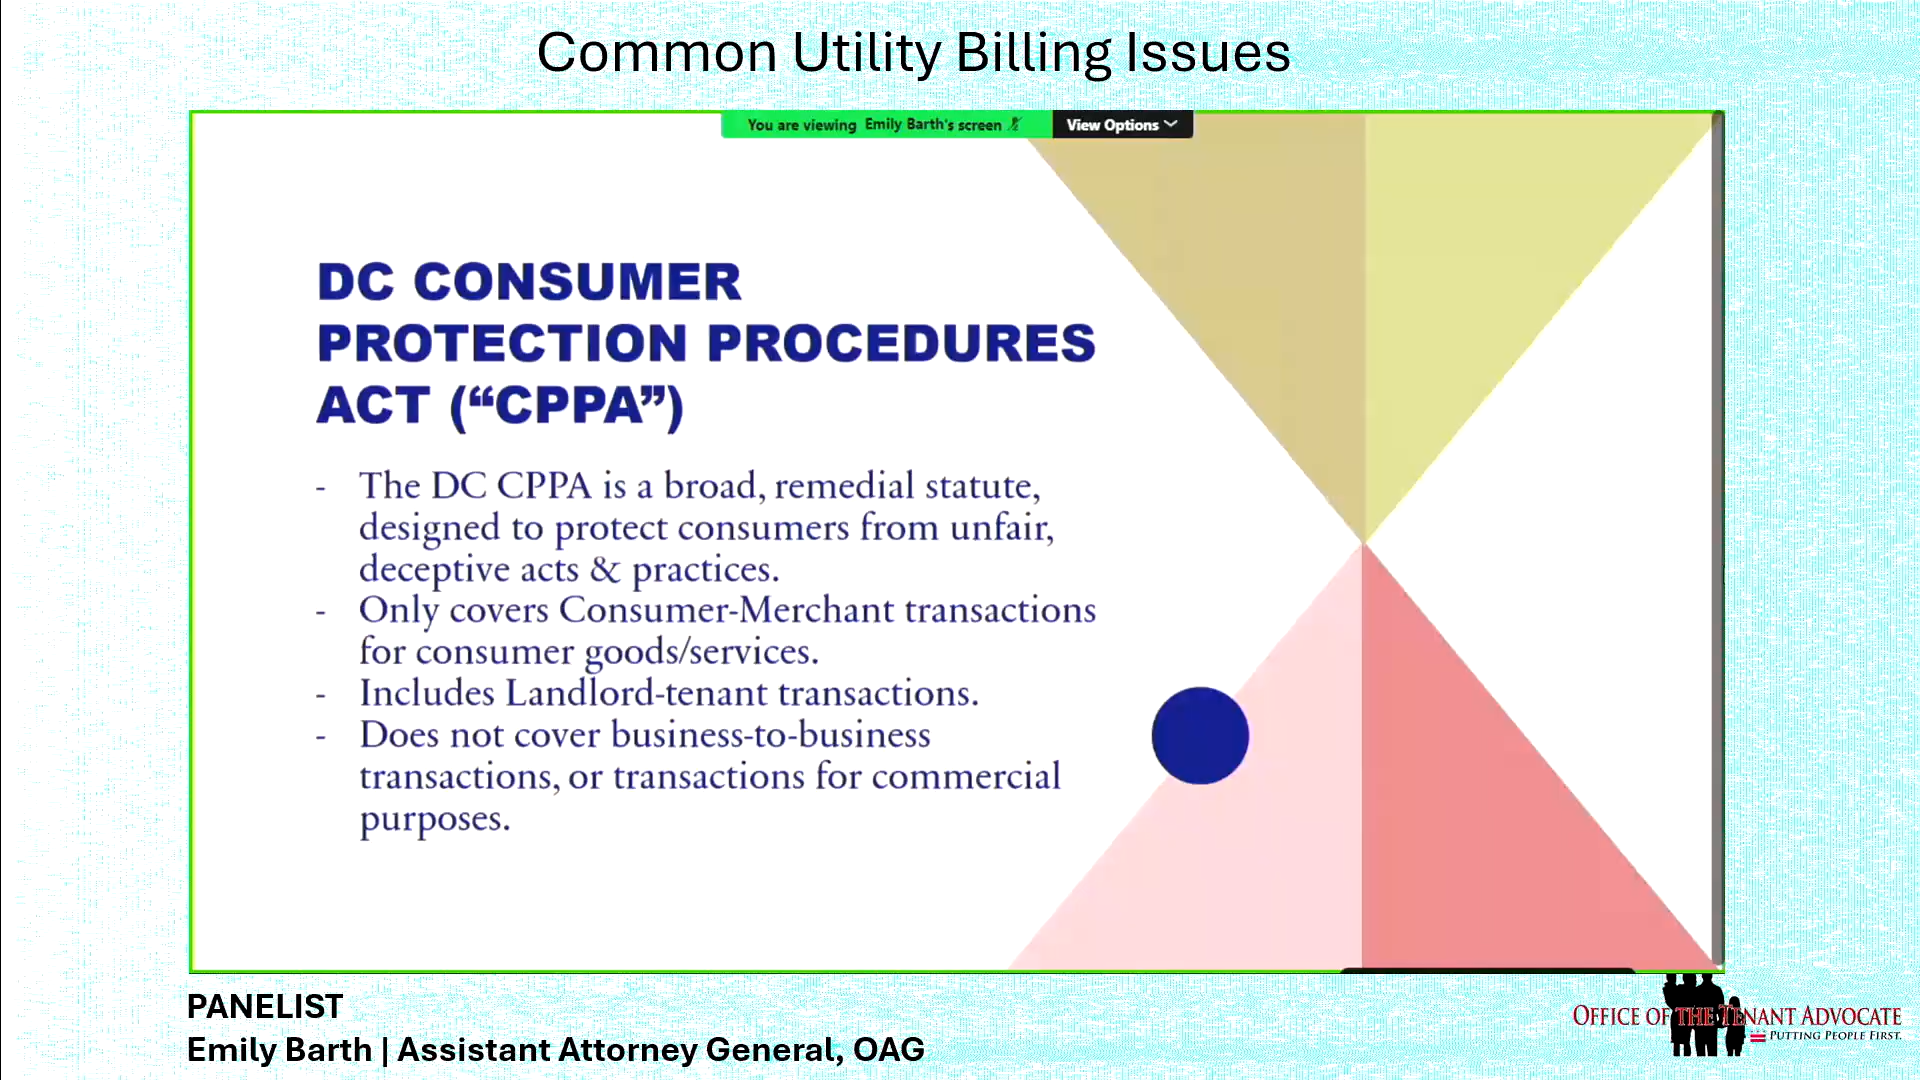 Common Utility Billing Issues
You are viewing Emily Barth's screen View Options
DC CONSUMER
PROTECTION PROCEDURES
ACT (“CPPA”)
- The DC CPPA is a broad, remedial statute,
designed to protect consumers from unfair,
deceptive acts & practices.
- Only covers Consumer-Merchant transactions
for consumer goods/services.
- Includes Landlord-tenant transactions.
- Does not cover business-to-business
transactions, or transactions for commercial
purposes.
PANELIST
Emily Barth | Assistant Attorney General, OAG
OFFICE OF THE TENANT ADVOCATE
PUTTING PEOPLE FIRST.